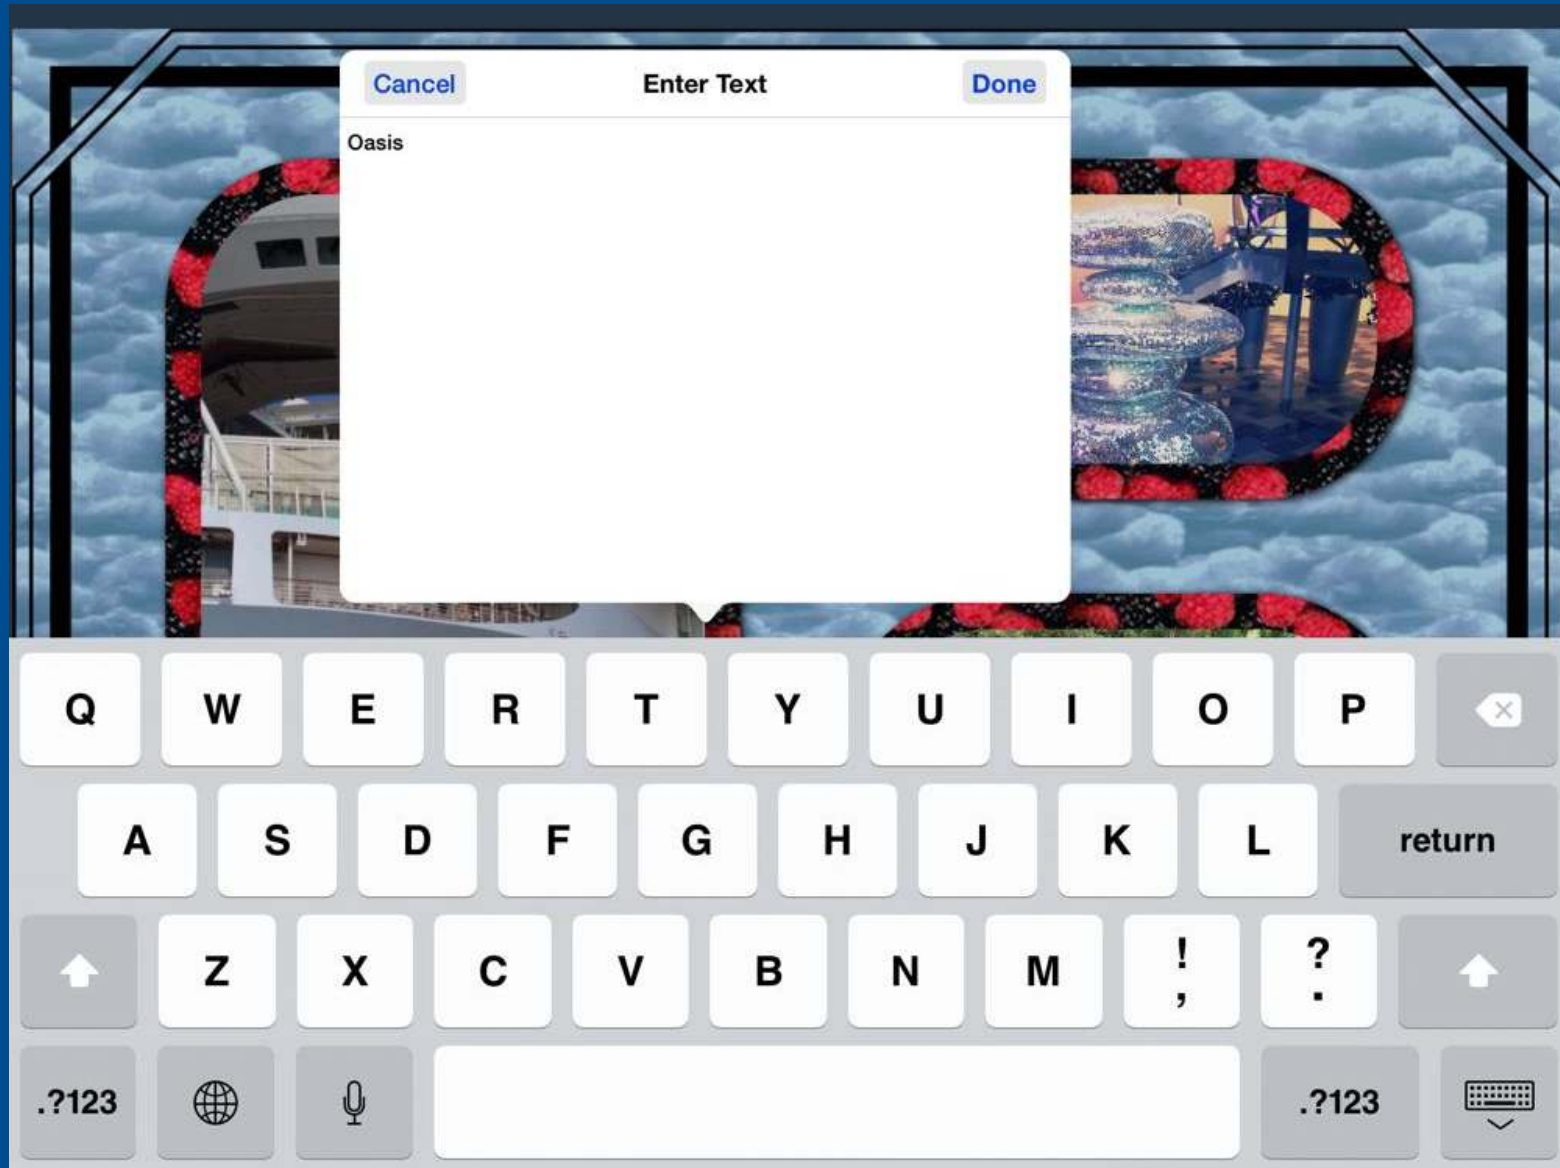 Cancel Enter Text Done
Oasis
Q W E R T Y U I O P
A S D F G H J K L return
Z X C V B N M ! , ? .
.?123 .?123